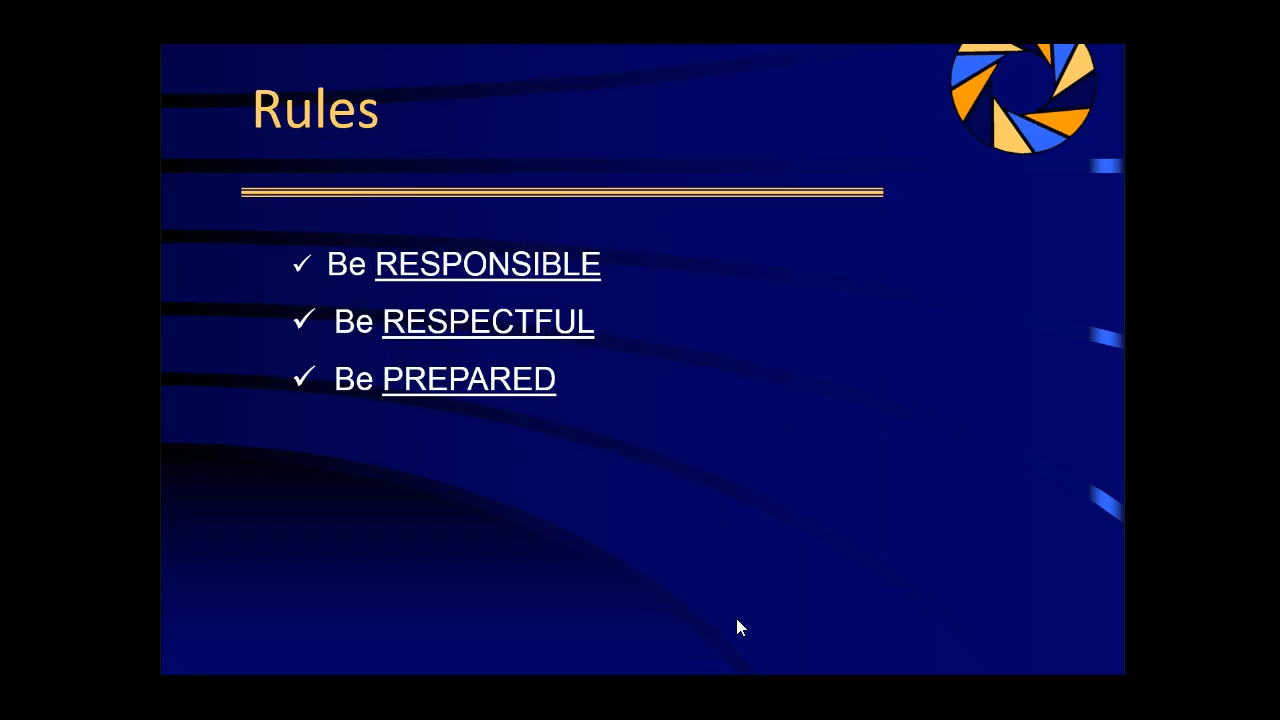 Rules
✓ Be RESPONSIBLE
✓ Be RESPECTFUL
✓ Be PREPARED